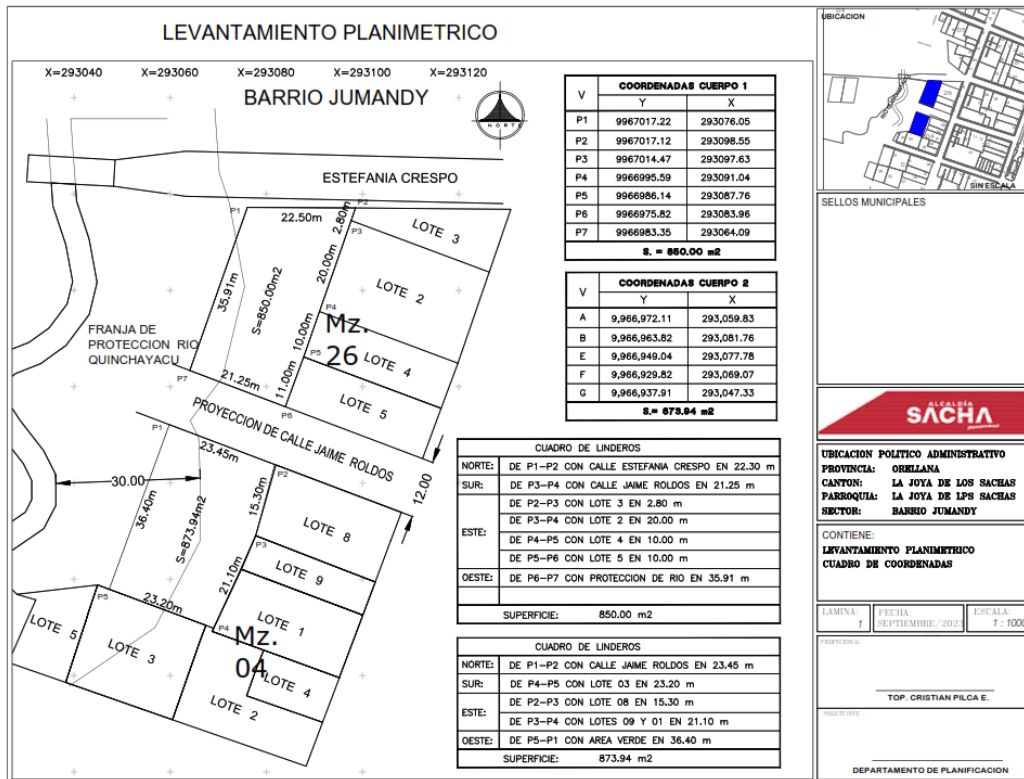 LEVANTAMIENTO PLANIMETRICO
X=293040 X=293060 X=293080 X=293100 X=293120
BARRIO JUMANDY
NORTE
ESTEFANIA CRESPO
P1
22.50m
P2
2.80m
P3
LOTE 3
20.00m
LOTE 2
35.91m
S=850.00m2
P4
Mz.
26
10.00m
LOTE 4
P5
11.00m
LOTE 5
FRANJA DE
PROTECCION RIO
QUINCHAYACU
P7
21.25m
P6
PROYECCION DE CALLE JAIME ROLDOS
12.00
P1
23.45m
P2
30.00
36.40m
S=873.94m2
15.30m
LOTE 8
P3
LOTE 9
21.10m
LOTE 1
P5
23.20m
P4
Mz.
04
LOTE 5
LOTE 3
LOTE 4
LOTE 2
V COORDENADAS CUERPO 1
Y X
P1 9967017.22 293076.05
P2 9967017.12 293098.55
P3 9967014.47 293097.63
P4 9966995.59 293091.04
P5 9966986.14 293087.76
P6 9966975.82 293083.96
P7 9966983.35 293064.09
S. = 850.00 m2
V COORDENADAS CUERPO 2
Y X
A 9,966,972.11 293,059.83
B 9,966,963.82 293,081.76
E 9,966,949.04 293,077.78
F 9,966,929.82 293,069.07
G 9,966,937.91 293,047.33
S.= 873.94 m2
CUADRO DE LINDEROS
NORTE: DE P1-P2 CON CALLE ESTEFANIA CRESPO EN 22.30 m
SUR: DE P3-P4 CON CALLE JAIME ROLDOS EN 21.25 m
ESTE: DE P2-P3 CON LOTE 3 EN 2.80 m
DE P3-P4 CON LOTE 2 EN 20.00 m
DE P4-P5 CON LOTE 4 EN 10.00 m
DE P5-P6 CON LOTE 5 EN 10.00 m
OESTE: DE P6-P7 CON PROTECCION DE RIO EN 35.91 m
SUPERFICIE: 850.00 m2
CUADRO DE LINDEROS
NORTE: DE P1-P2 CON CALLE JAIME ROLDOS EN 23.45 m
SUR: DE P4-P5 CON LOTE 03 EN 23.20 m
ESTE: DE P2-P3 CON LOTE 08 EN 15.30 m
DE P3-P4 CON LOTES 09 Y 01 EN 21.10 m
OESTE: DE P5-P1 CON AREA VERDE EN 36.40 m
SUPERFICIE: 873.94 m2
UBICACION
SIN ESCALA
SELLOS MUNICIPALES
ALCALDÍA
SACHA
UBICACION POLITICO ADMINISTRATIVO
PROVINCIA: ORELLANA
CANTON: LA JOYA DE LOS SACHAS
PARROQUIA: LA JOYA DE LPS SACHAS
SECTOR: BARRIO JUMANDY
CONTIENE:
LEVANTAMIENTO PLANIMETRICO
CUADRO DE COORDENADAS
LAMINA: 1
FECHA: SEPTIEMBRE/2023
ESCALA: 1 : 1000
PROFESIONAL
TOP. CRISTIAN PILCA E.
DEPARTAMENTO DE PLANIFICACION